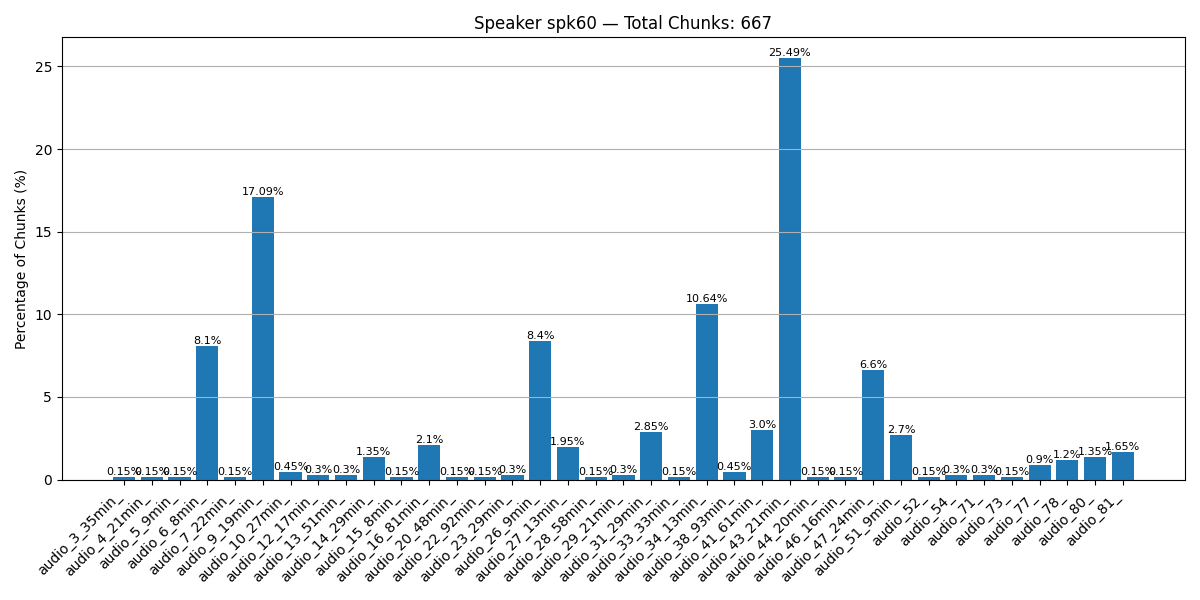 Speaker spk60 — Total Chunks: 667
Percentage of Chunks (%)
25
20
15
10
5
0
0.15%
0.15%
0.15%
8.1%
0.15%
17.09%
0.45%
0.3%
0.3%
1.35%
0.15%
2.1%
0.15%
0.15%
0.3%
8.4%
1.95%
0.15%
0.3%
2.85%
0.15%
10.64%
0.45%
3.0%
25.49%
0.15%
0.15%
6.6%
2.7%
0.15%
0.3%
0.3%
0.15%
0.9%
1.2%
1.35%
1.65%
audio_3_35min_
audio_4_21min_
audio_5_9min_
audio_6_8min_
audio_7_22min_
audio_9_19min_
audio_10_27min_
audio_12_17min_
audio_13_51min_
audio_14_29min_
audio_15_8min_
audio_16_81min_
audio_20_48min_
audio_22_92min_
audio_23_29min_
audio_26_9min_
audio_27_13min_
audio_28_58min_
audio_29_21min_
audio_31_29min_
audio_33_33min_
audio_34_13min_
audio_38_93min_
audio_41_61min_
audio_43_21min_
audio_44_20min_
audio_46_16min_
audio_47_24min_
audio_51_9min_
audio_52_
audio_54_
audio_71_
audio_73_
audio_77_
audio_78_
audio_80_
audio_81_